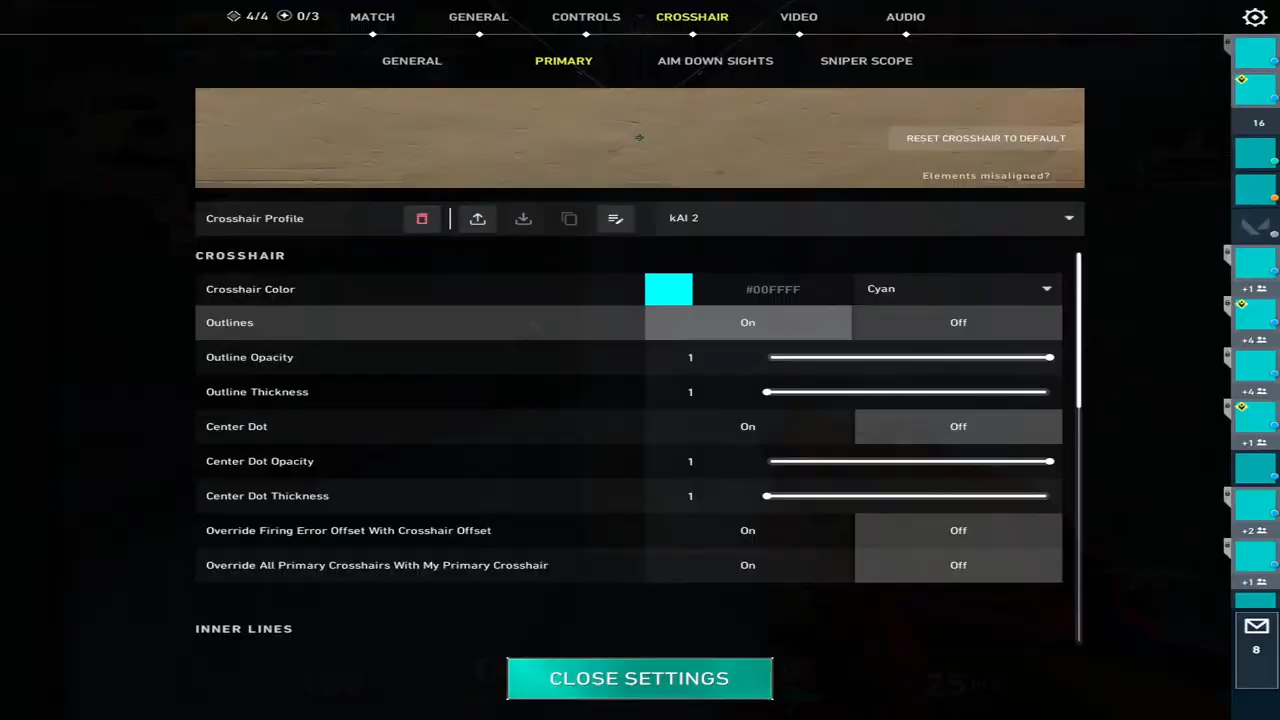 4/4 0/3 MATCH GENERAL CONTROLS CROSSHAIR VIDEO AUDIO
GENERAL PRIMARY AIM DOWN SIGHTS SNIPER SCOPE
RESET CROSSHAIR TO DEFAULT
Elements misaligned?
Crosshair Profile kAI 2
CROSSHAIR
Crosshair Color #00FFFF Cyan
Outlines On Off
Outline Opacity 1
Outline Thickness 1
Center Dot On Off
Center Dot Opacity 1
Center Dot Thickness 1
Override Firing Error Offset With Crosshair Offset On Off
Override All Primary Crosshairs With My Primary Crosshair On Off
INNER LINES
CLOSE SETTINGS
16
+1
+4
+4
+1
+2
+1
8